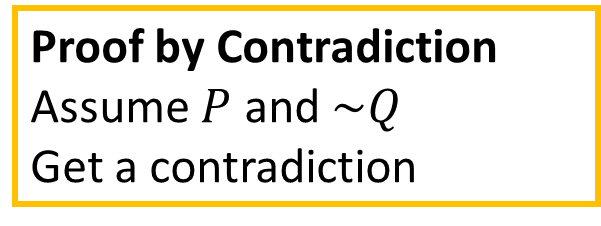 Proof by Contradiction
Assume 𝑃 and ~𝑄
Get a contradiction